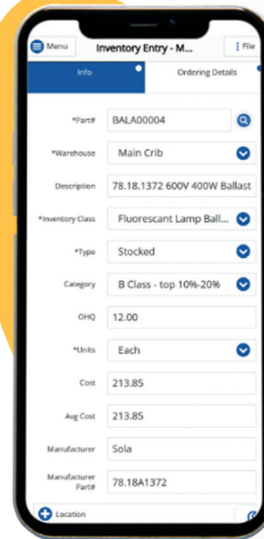 Menu
Inventory Entry - M...
File
Info
Ordering Details
*Part# BALA00004
*Warehouse Main Crib
Description 78.18.1372 600V 400W Ballast
*Inventory Class Fluorescant Lamp Ball...
*Type Stocked
Category B Class - top 10%-20%
OHQ 12.00
*Units Each
Cost 213.85
Avg Cost 213.85
Manufacturer Sola
Manufacturer
Part# 78.18A1372
Location